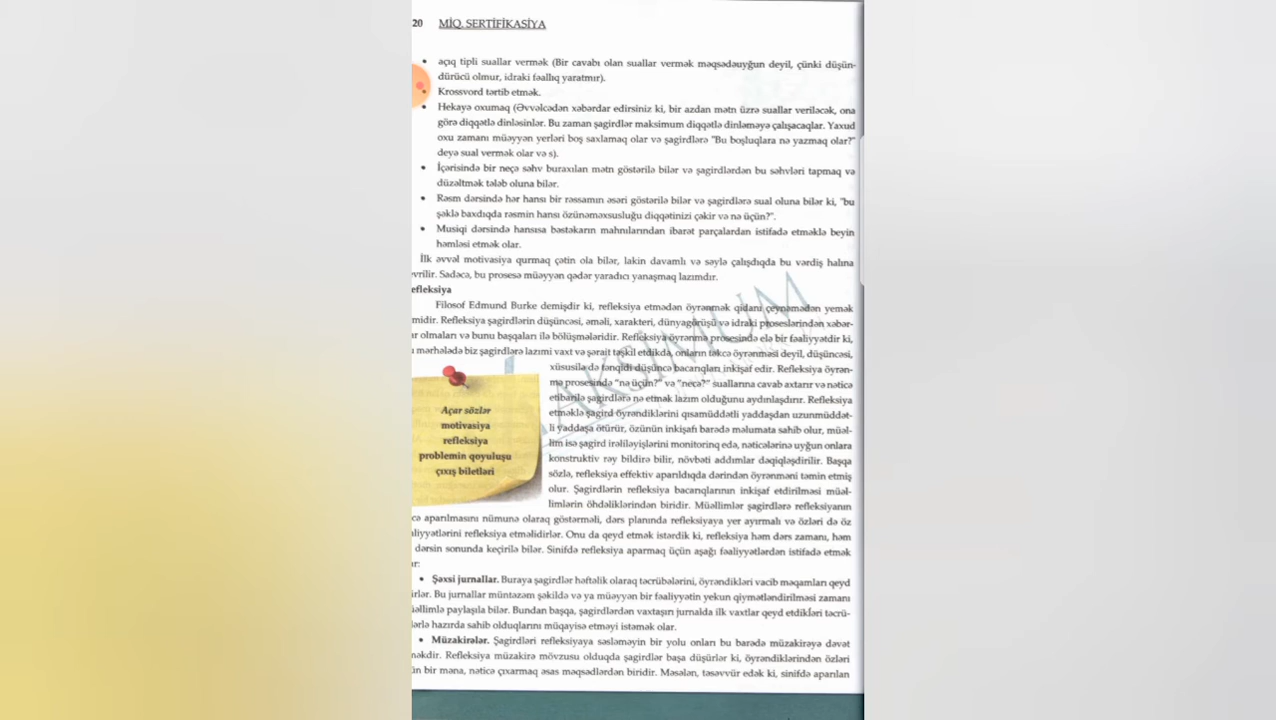 20 MİQ, SERTİFİKASİYA
• açıq tipli suallar vermək (Bir cavabı olan suallar vermək məqsədəuyğun deyil, çünki düşün-
dürücü olmur, idraki fəallıq yaratmır).
• Krossvord tərtib etmək.
• Hekayə oxumaq (Əvvəlcədən xəbərdar edirsiniz ki, bir azdan mətn üzrə suallar veriləcək, ona
görə diqqətlə dinləsinlər. Bu zaman şagirdlər maksimum diqqətlə dinləməyə çalışacaqlar. Yaxud
oxu zamanı müəyyən yerləri boş saxlamaq olar və şagirdlərə "Bu boşluqlara nə yazmaq olar?"
deyə sual vermək olar və s).
• İçərisində bir neçə səhv buraxılan mətn göstərilə bilər və şagirdlərdən bu səhvləri tapmaq və
düzəltmək tələb oluna bilər.
• Rəsm dərsində hər hansı bir rəssamın əsəri göstərilə bilər və şagirdlərə sual oluna bilər ki, "bu
şəklə baxdıqda rəsmin hansı özünəməxsusluğu diqqətinizi çəkir və nə üçün?".
• Musiqi dərsində hansısa bəstəkarın mahnılarından ibarət parçalardan istifadə etməklə beyin
həmləsi etmək olar.
İlk əvvəl motivasiya qurmaq çətin ola bilər, lakin davamlı və səylə çalışdıqda bu vərdiş halına
evrilir. Sadəcə, bu prosesə müəyyən qədər yaradıcı yanaşmaq lazımdır.
efleksiya
Filosof Edmund Burke demişdir ki, refleksiya etmədən öyrənmək qidanı çeynəmədən yemək
imidir. Refleksiya şagirdlərin düşüncəsi, əməli, xarakteri, dünyagörüşü və idraki proseslərindən xəbər-
ar olmaları və bunu başqaları ilə bölüşmələridir. Refleksiya öyrənmə prosesində elə bir fəaliyyətdir ki,
u mərhələdə biz şagirdlərə lazımi vaxt və şərait təşkil etdikdə, onların təkcə öyrənməsi deyil, düşüncəsi,
xüsusilə də tənqidi düşüncə bacarıqları inkişaf edir. Refleksiya öyrən-
mə prosesində "nə üçün?" və "necə?" suallarına cavab axtarır və nəticə
etibarilə şagirdlərə nə etmək lazım olduğunu aydınlaşdırır. Refleksiya
etməklə şagird öyrəndiklərini qısamüddətli yaddaşdan uzunmüddət-
li yaddaşa ötürür, özünün inkişafı barədə məlumata sahib olur, müəl-
lim isə şagird irəliləyişlərini monitorinq edə, nəticələrinə uyğun onlara
konstruktiv rəy bildirə bilir, növbəti addımlar dəqiqləşdirilir. Başqa
sözlə, refleksiya effektiv aparıldıqda dərindən öyrənməni təmin etmiş
olur. Şagirdlərin refleksiya bacarıqlarının inkişaf etdirilməsi müəl-
limlərin öhdəliklərindən biridir. Müəllimlər şagirdlərə refleksiyanın
Açar sözlər
motivasiya
refleksiya
problemin qoyuluşu
çıxış biletləri
cə aparılmasını nümunə olaraq göstərməli, dərs planında refleksiyaya yer ayırmalı və özləri də öz
aliyyətlərini refleksiya etməlidirlər. Onu da qeyd etmək istərdik ki, refleksiya həm dərs zamanı, həm
dərsin sonunda keçirilə bilər. Sinifdə refleksiya aparmaq üçün aşağı fəaliyyətlərdən istifadə etmək
ar:
• Şəxsi jurnallar. Buraya şagirdlər həftəlik olaraq təcrübələrini, öyrəndikləri vacib məqamları qeyd
irlər. Bu jurnallar müntəzəm şəkildə və ya müəyyən bir fəaliyyətin yekun qiymətləndirilməsi zamanı
üəllimlə paylaşıla bilər. Bundan başqa, şagirdlərdən vaxtaşırı jurnalda ilk vaxtlar qeyd etdikləri təcrü-
lərlə hazırda sahib olduqlarını müqayisə etməyi istəmək olar.
• Müzakirələr. Şagirdləri refleksiyaya səsləməyin bir yolu onları bu barədə müzakirəyə dəvət
məkdir. Refleksiya müzakirə mövzusu olduqda şagirdlər başa düşürlər ki, öyrəndiklərindən özləri
ün bir məna, nəticə çıxarmaq əsas məqsədlərdən biridir. Məsələn, təsəvvür edək ki, sinifdə aparılan
AKSİMUM